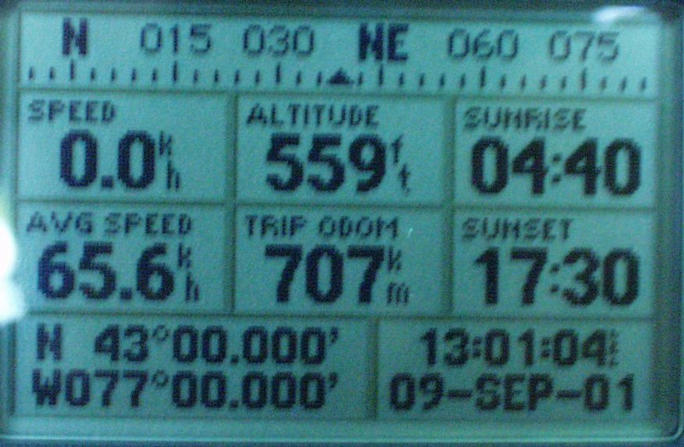 N 015 030 NE 060 075
SPEED ALTITUDE SUNRISE
0.0kh 559ft 04:40
AVG SPEED TRIP ODOM SUNSET
65.6kh 707km 17:30
N 43°00.000' 13:01:04
W077°00.000' 09-SEP-01